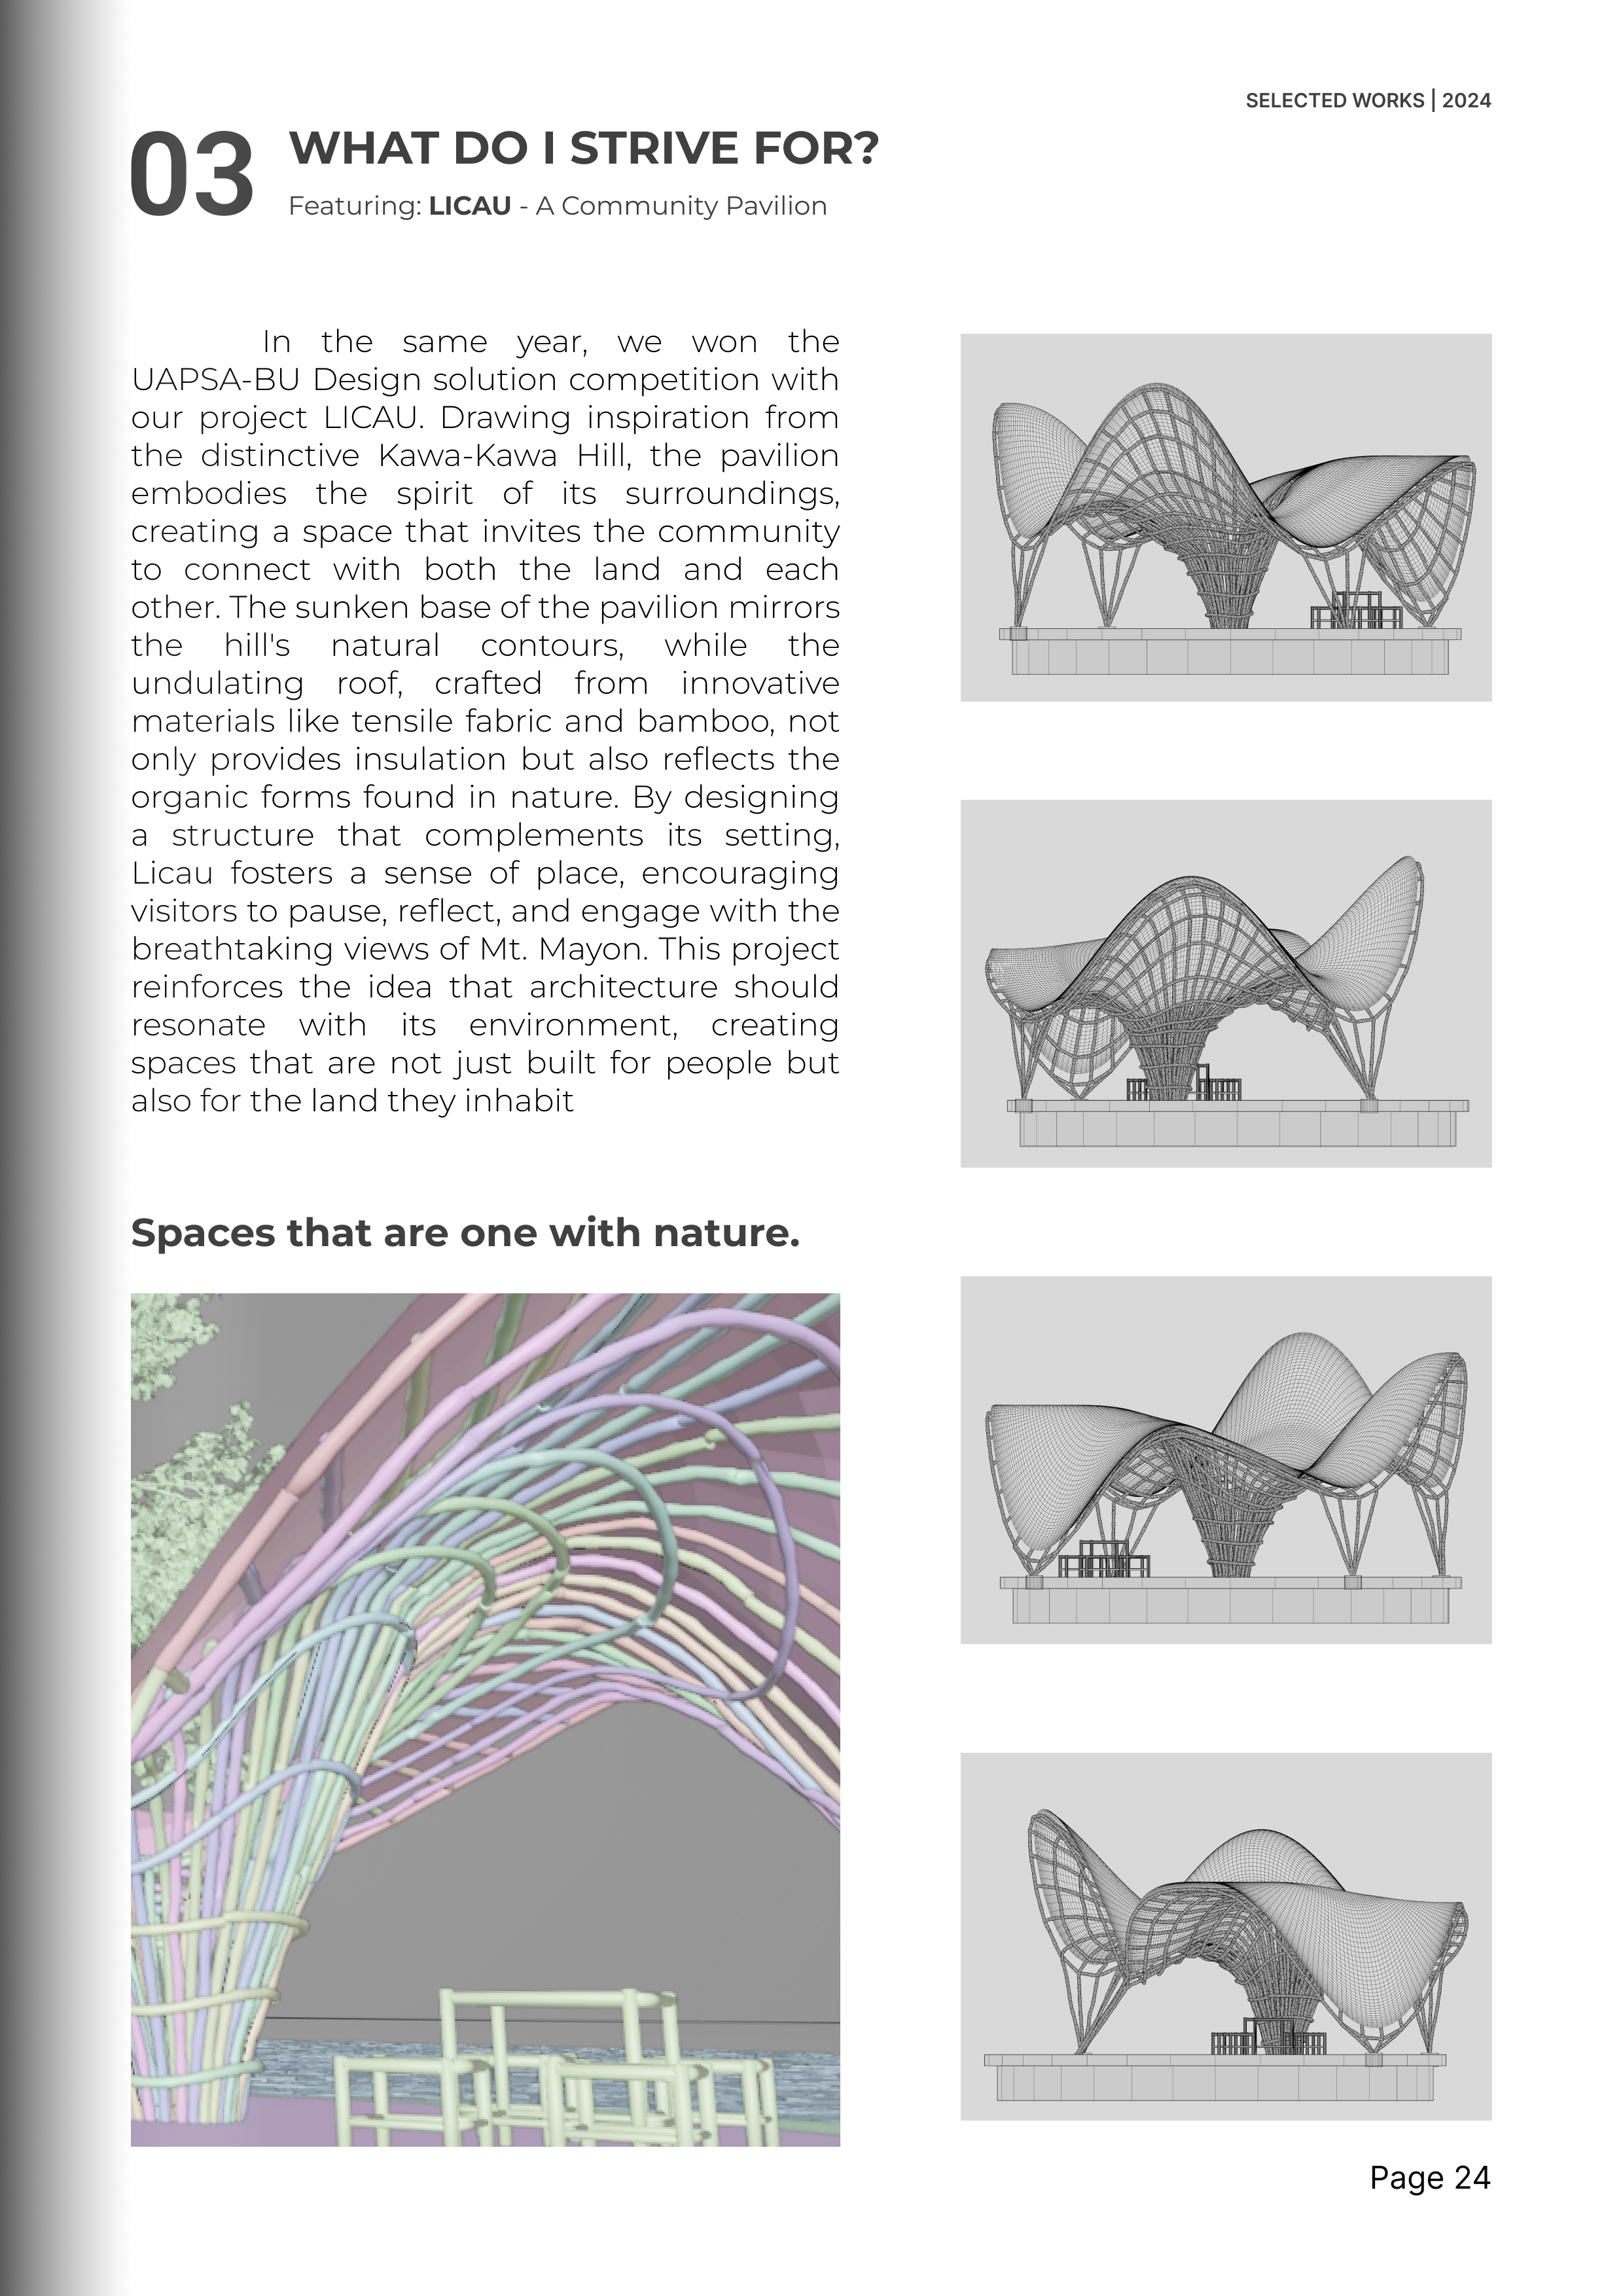 SELECTED WORKS | 2024
03
WHAT DO I STRIVE FOR?
Featuring: LICAU - A Community Pavilion
In the same year, we won the
UAPSA-BU Design solution competition with
our project LICAU. Drawing inspiration from
the distinctive Kawa-Kawa Hill, the pavilion
embodies the spirit of its surroundings,
creating a space that invites the community
to connect with both the land and each
other. The sunken base of the pavilion mirrors
the hill's natural contours, while the
undulating roof, crafted from innovative
materials like tensile fabric and bamboo, not
only provides insulation but also reflects the
organic forms found in nature. By designing
a structure that complements its setting,
Licau fosters a sense of place, encouraging
visitors to pause, reflect, and engage with the
breathtaking views of Mt. Mayon. This project
reinforces the idea that architecture should
resonate with its environment, creating
spaces that are not just built for people but
also for the land they inhabit
Spaces that are one with nature.
Page 24